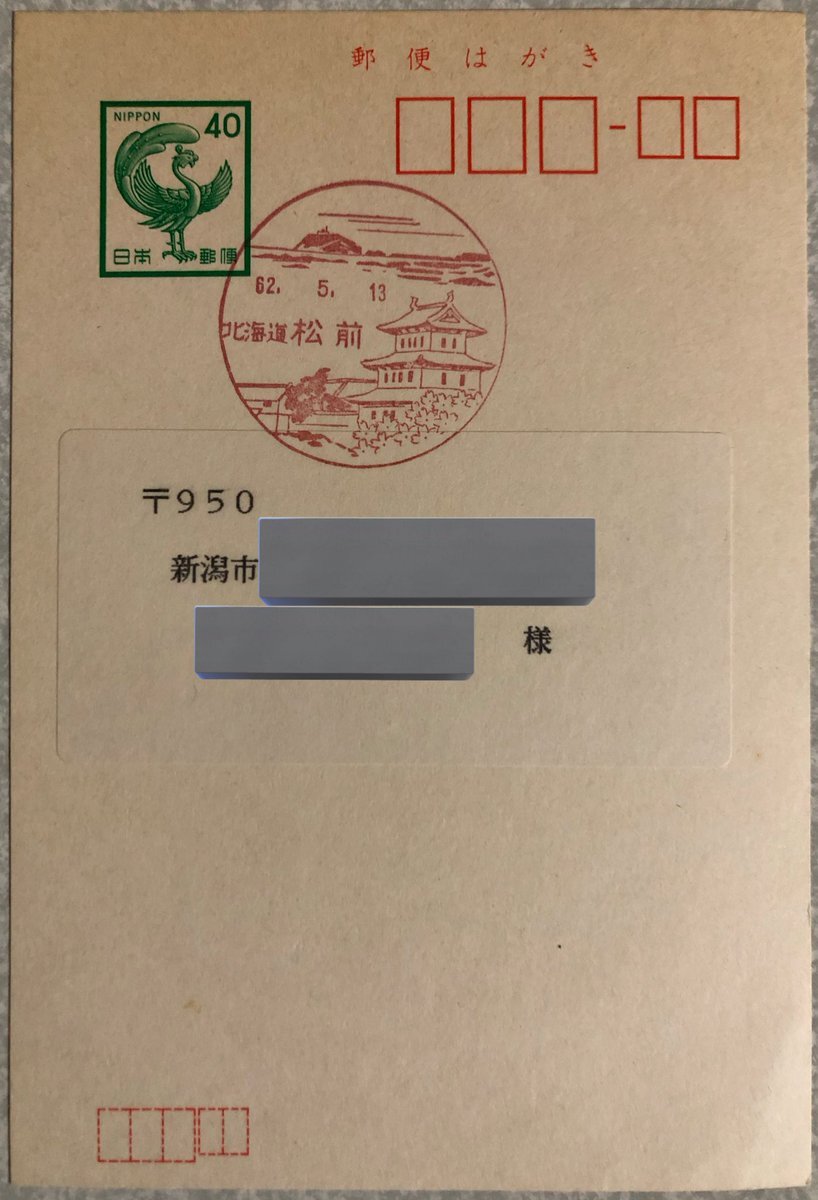 郵便はがき
NIPPON 40
日本郵便
62. 5. 13
北海道松前
〒950
新潟市
様